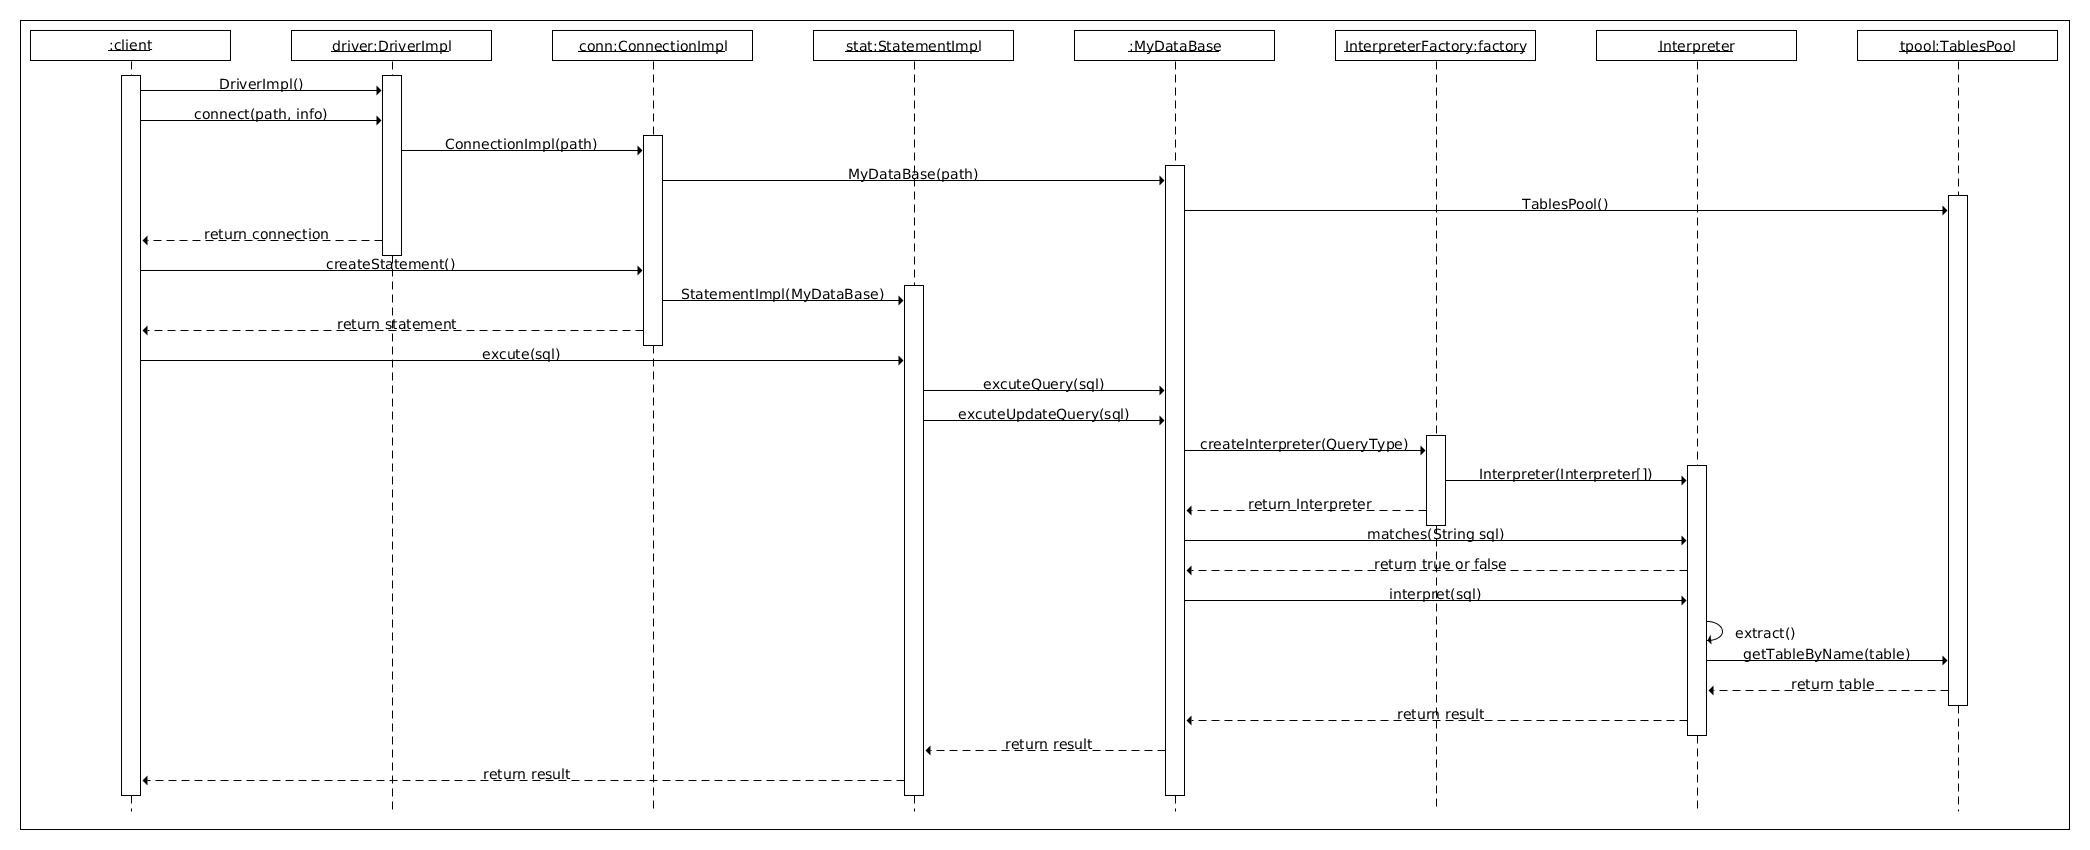 :client
driver:DriverImpl
conn:ConnectionImpl
stat:StatementImpl
:MyDataBase
InterpreterFactory:factory
Interpreter
tpool:TablesPool
DriverImpl()
connect(path, info)
ConnectionImpl(path)
MyDataBase(path)
TablesPool()
return connection
createStatement()
StatementImpl(MyDataBase)
return statement
excute(sql)
excuteQuery(sql)
excuteUpdateQuery(sql)
createInterpreter(QueryType)
Interpreter(Interpreter[])
return Interpreter
matches(String sql)
return true or false
interpret(sql)
extract()
getTableByName(table)
return table
return result
return result
return result